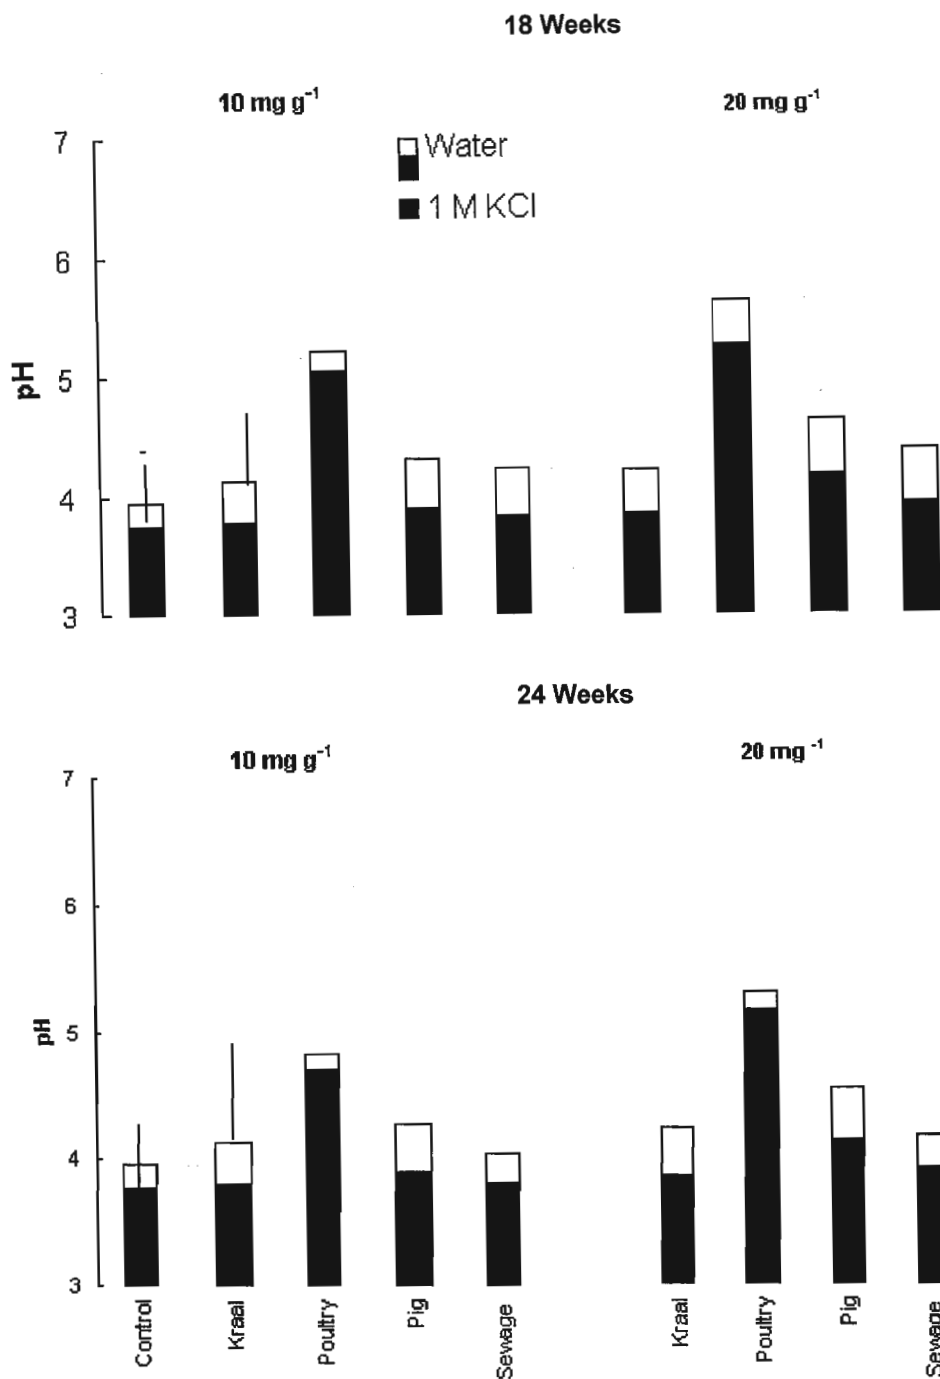 18 Weeks
10 mg g⁻¹
20 mg g⁻¹
Water
1 M KCl
7
6
5
4
3
pH
24 Weeks
10 mg g⁻¹
20 mg ⁻¹
7
6
5
4
3
pH
Control
Kraal
Poultry
Pig
Sewage
Kraal
Poultry
Pig
Sewage